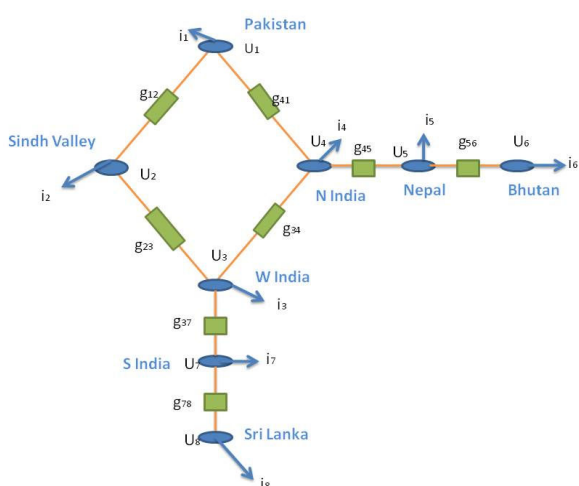 Pakistan
i₁
U₁
g₁₂
g₄₁
Sindh Valley
U₂
i₂
U₄
i₄
g₄₅
i₅
U₅
g₅₆
U₆
i₆
N India
Nepal
Bhutan
g₂₃
g₃₄
U₃
W India
i₃
g₃₇
S India
U₇
i₇
g₇₈
U₈
Sri Lanka
i₈